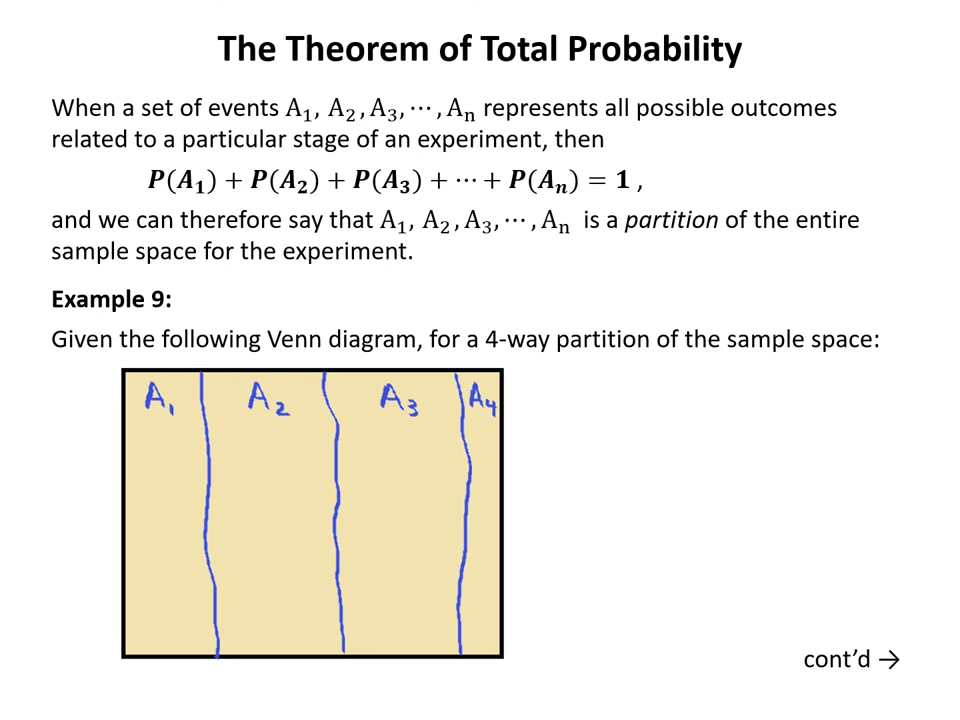 The Theorem of Total Probability
When a set of events A₁, A₂, A₃, ⋯, Aₙ represents all possible outcomes
related to a particular stage of an experiment, then
P(A₁) + P(A₂) + P(A₃) + ⋯ + P(Aₙ) = 1 ,
and we can therefore say that A₁, A₂, A₃, ⋯, Aₙ is a partition of the entire
sample space for the experiment.
Example 9:
Given the following Venn diagram, for a 4-way partition of the sample space:
A₁ A₂ A₃ A₄
cont’d →